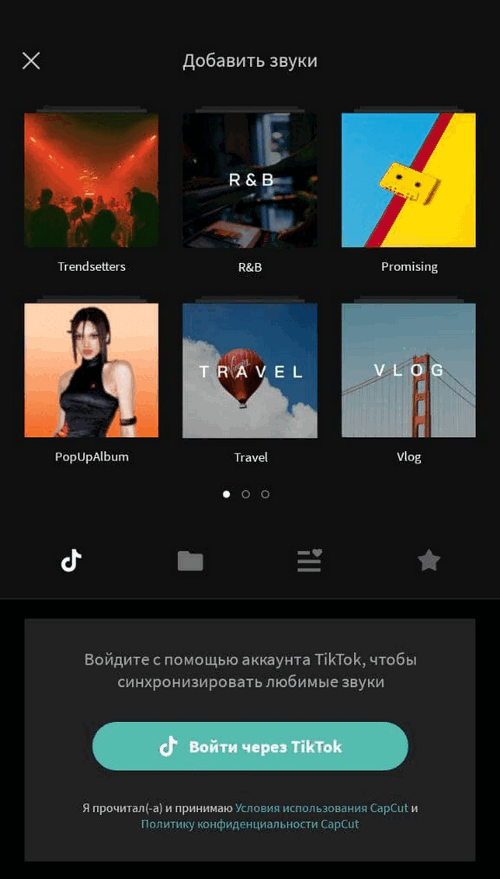 Добавить звуки
R&B
Trendsetters
R&B
Promising
TRAVEL
VLOG
PopUpAlbum
Travel
Vlog
Войдите с помощью аккаунта TikTok, чтобы
синхронизировать любимые звуки
Войти через TikTok
Я прочитал(-а) и принимаю Условия использования CapCut и
Политику конфиденциальности CapCut